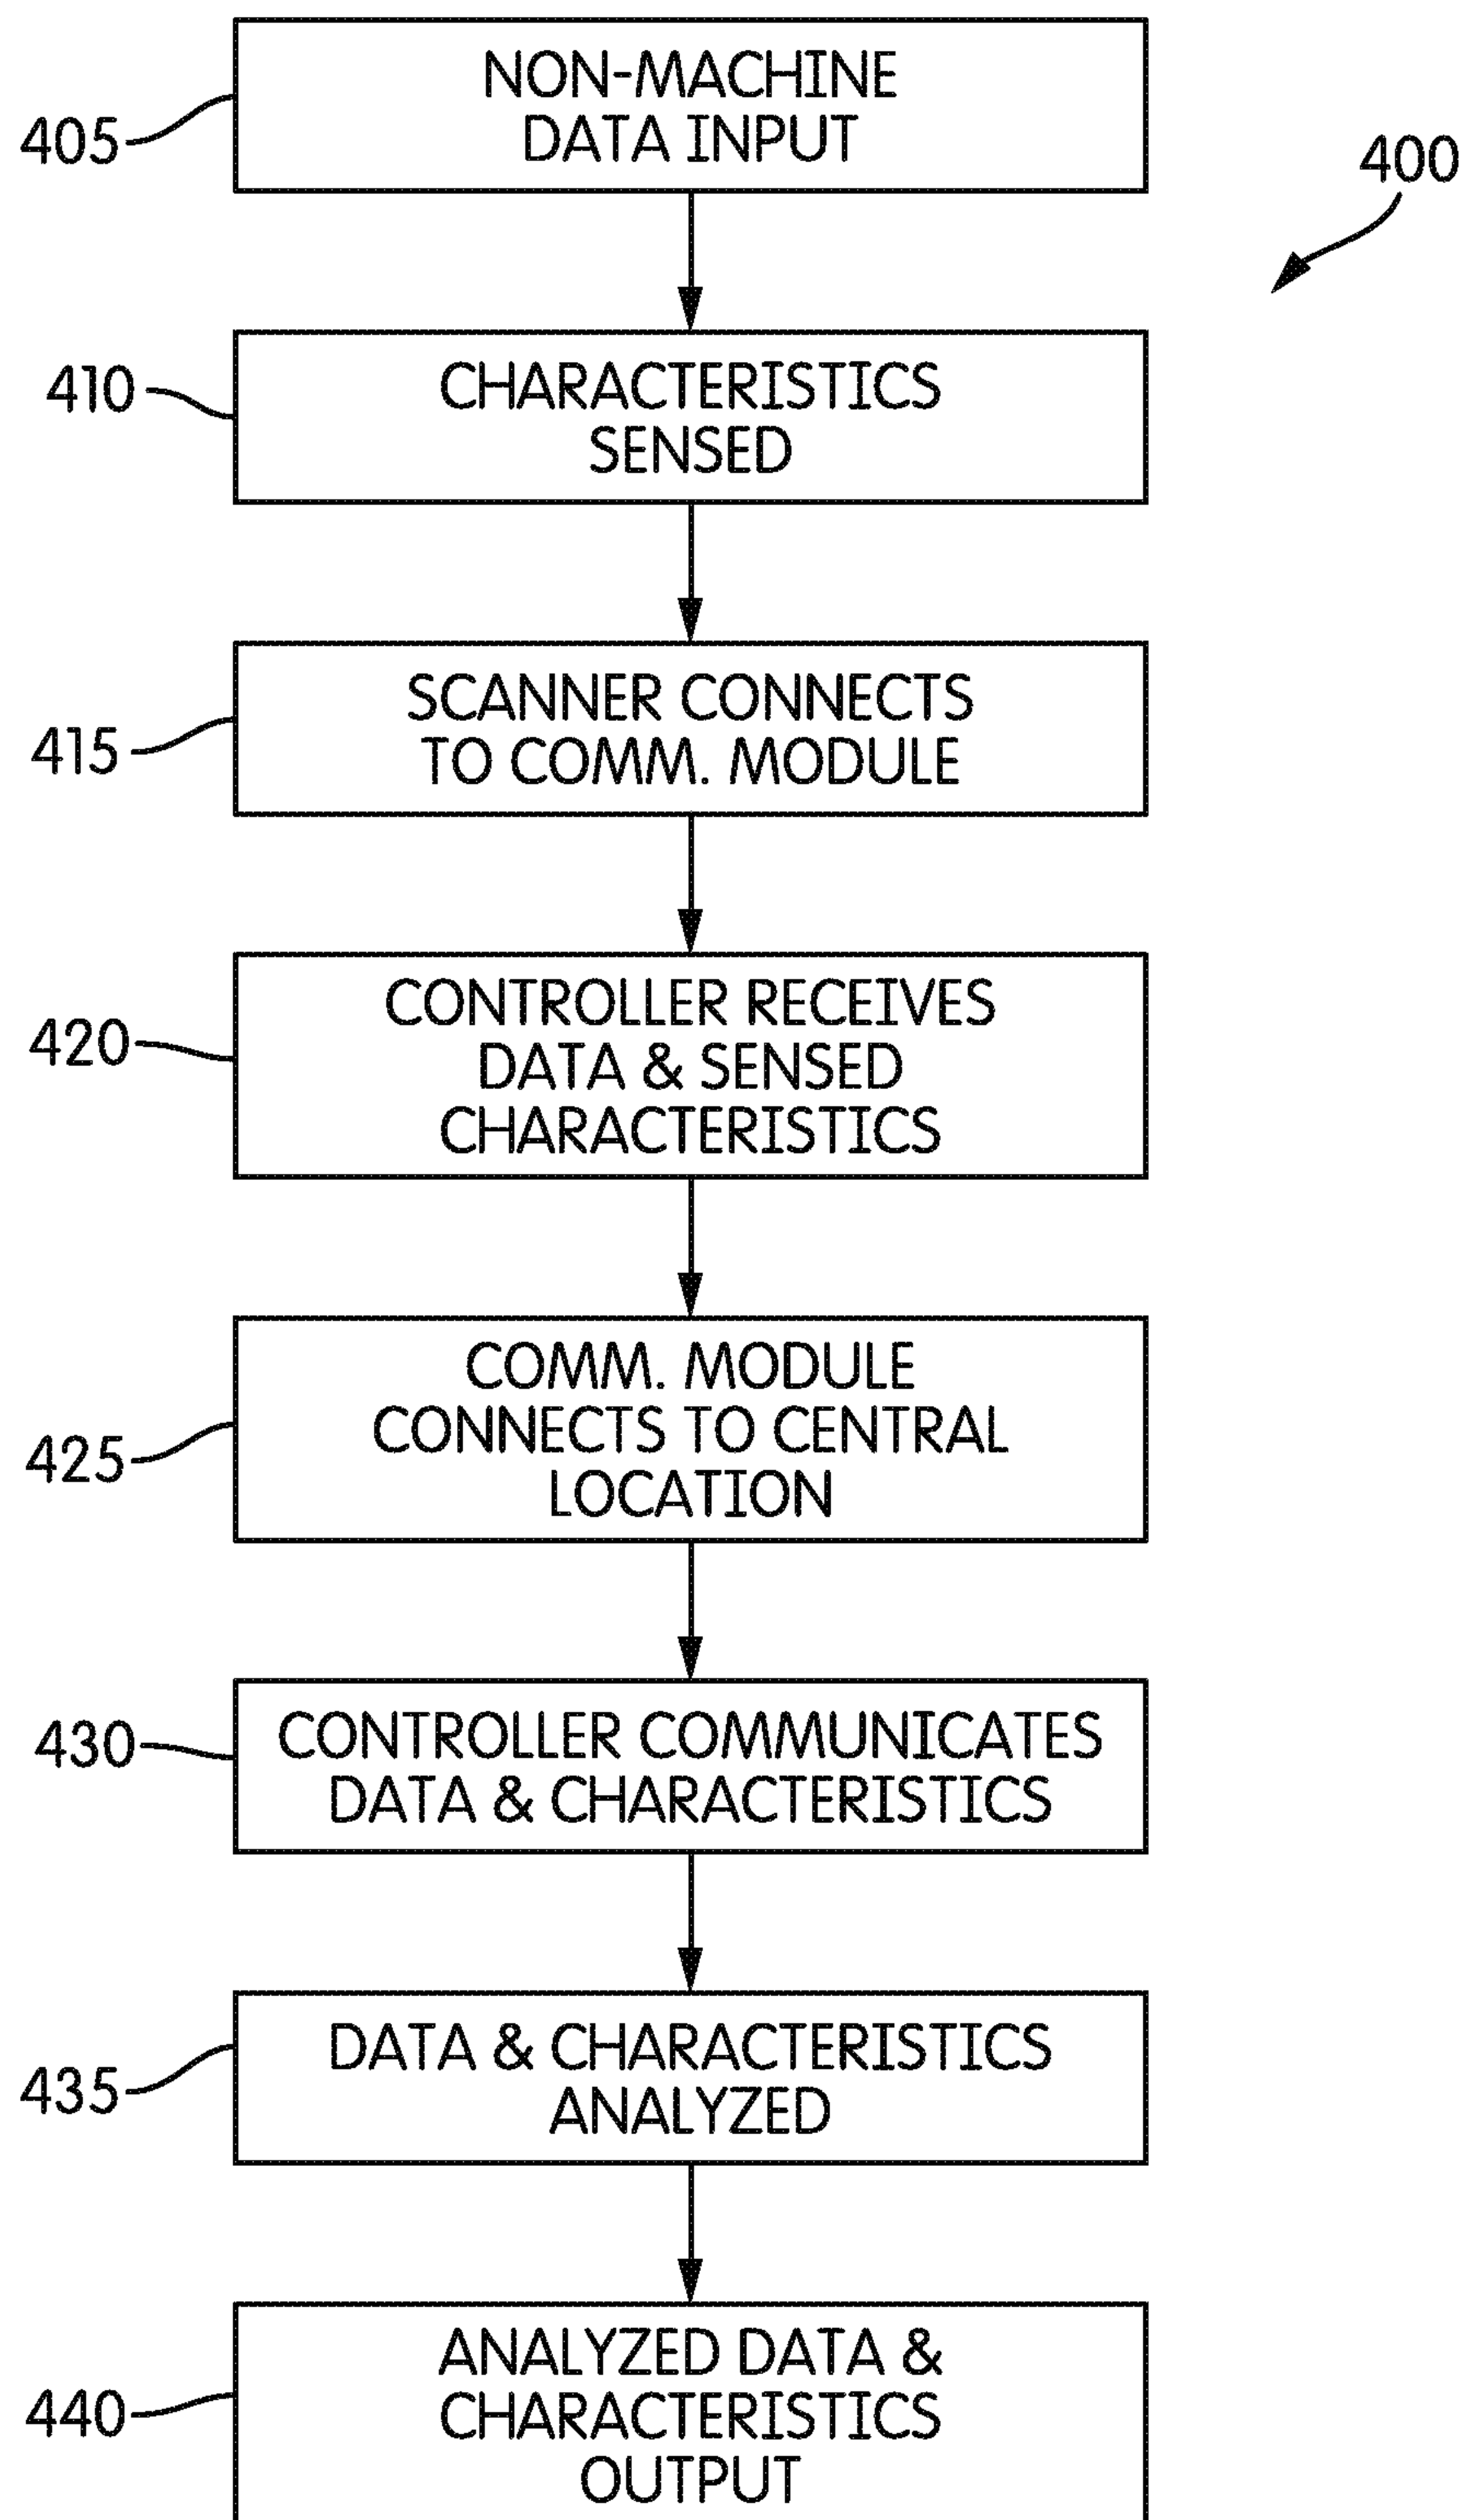 NON-MACHINE
DATA INPUT
405
400
CHARACTERISTICS
SENSED
410
SCANNER CONNECTS
TO COMM. MODULE
415
CONTROLLER RECEIVES
DATA & SENSED
CHARACTERISTICS
420
COMM. MODULE
CONNECTS TO CENTRAL
LOCATION
425
CONTROLLER COMMUNICATES
DATA & CHARACTERISTICS
430
DATA & CHARACTERISTICS
ANALYZED
435
ANALYZED DATA &
CHARACTERISTICS
OUTPUT
440